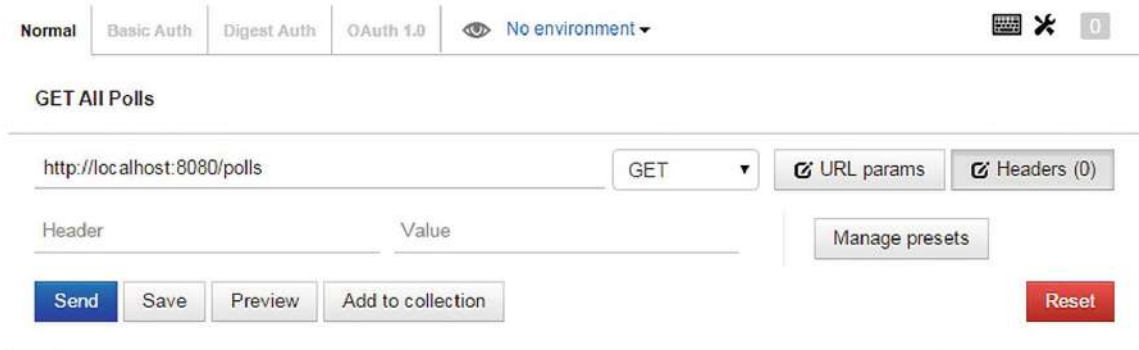 Normal Basic Auth Digest Auth OAuth 1.0 No environment 0
GET All Polls
http://localhost:8080/polls GET URL params Headers (0)
Header Value Manage presets
Send Save Preview Add to collection Reset